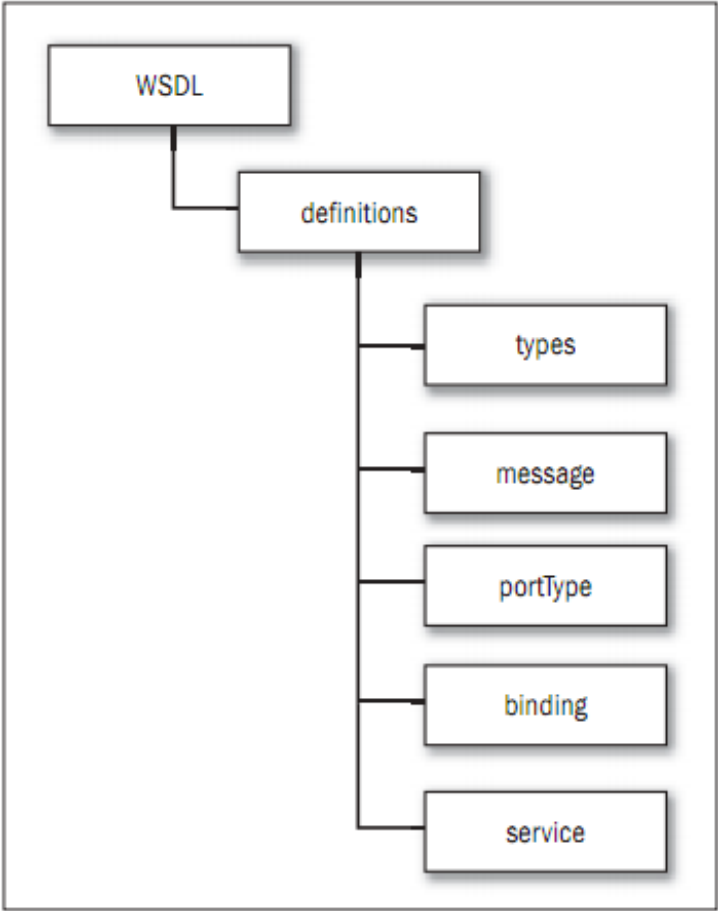 WSDL
definitions
types
message
portType
binding
service